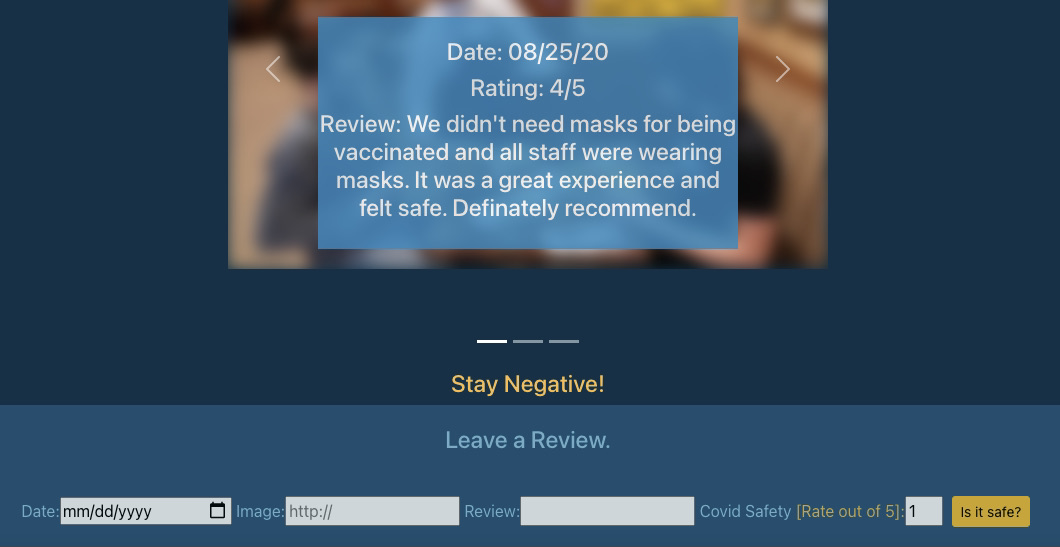 Date: 08/25/20
Rating: 4/5
Review: We didn't need masks for being
vaccinated and all staff were wearing
masks. It was a great experience and
felt safe. Definately recommend.
Stay Negative!
Leave a Review.
Date: mm/dd/yyyy Image: http:// Review: Covid Safety [Rate out of 5]: 1 Is it safe?